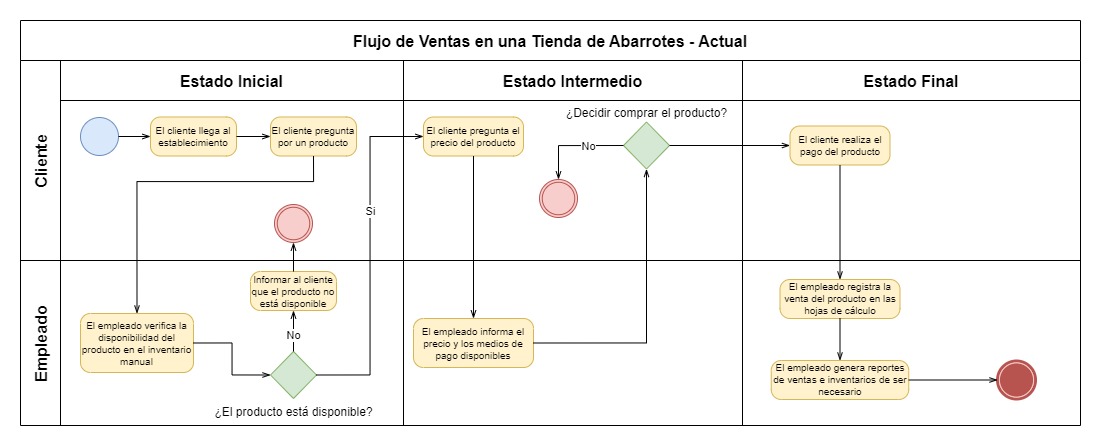 Flujo de Ventas en una Tienda de Abarrotes - Actual
Estado Inicial
Estado Intermedio
Estado Final
Cliente
El cliente llega al
establecimiento
El cliente pregunta
por un producto
Si
El cliente pregunta el
precio del producto
¿Decidir comprar el producto?
No
El cliente realiza el
pago del producto
Empleado
El empleado verifica la
disponibilidad del
producto en el inventario
manual
Informar al cliente
que el producto no
está disponible
No
¿El producto está disponible?
El empleado informa el
precio y los medios de
pago disponibles
El empleado registra la
venta del producto en las
hojas de cálculo
El empleado genera reportes
de ventas e inventarios de ser
necesario